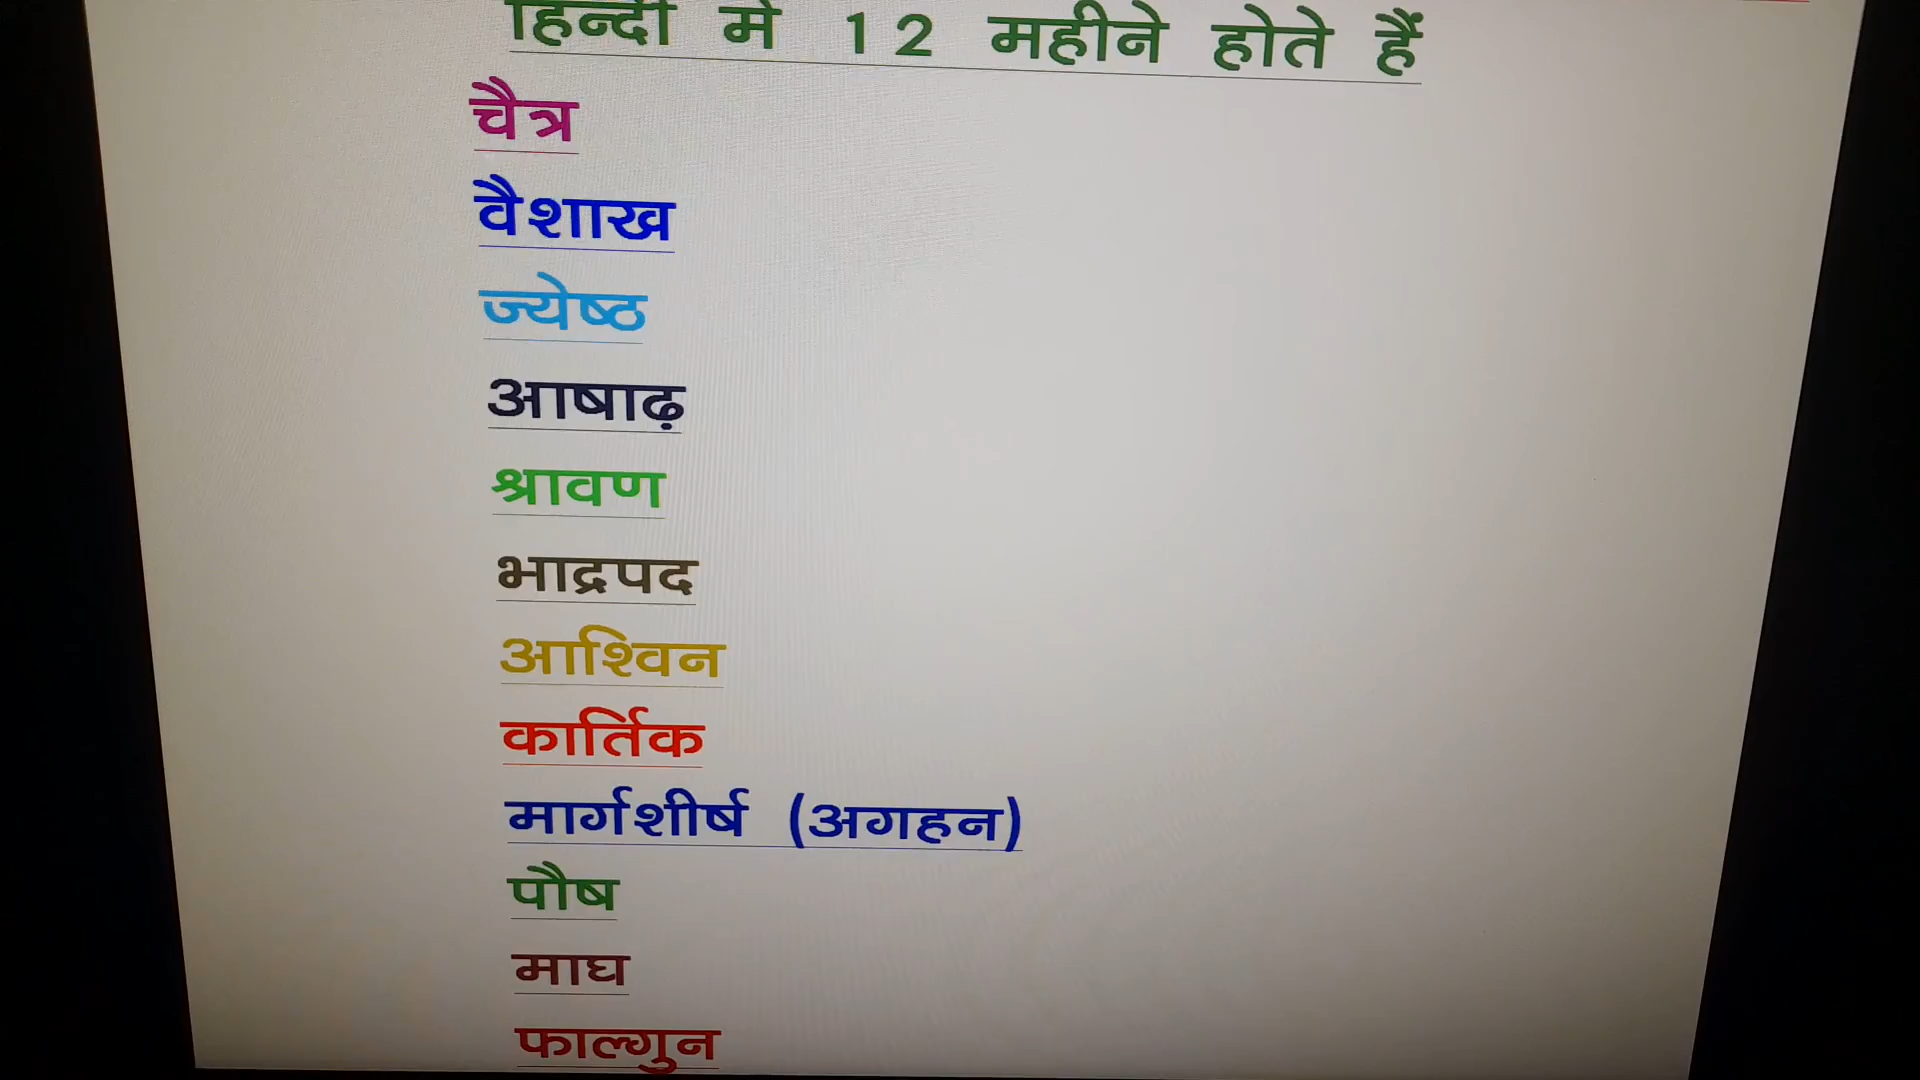 हिन्दी मे 12 महीने होते हैं
चैत्र
वैशाख
ज्येष्ठ
आषाढ़
श्रावण
भाद्रपद
आश्विन
कार्तिक
मार्गशीर्ष (अगहन)
पौष
माघ
फाल्गुन